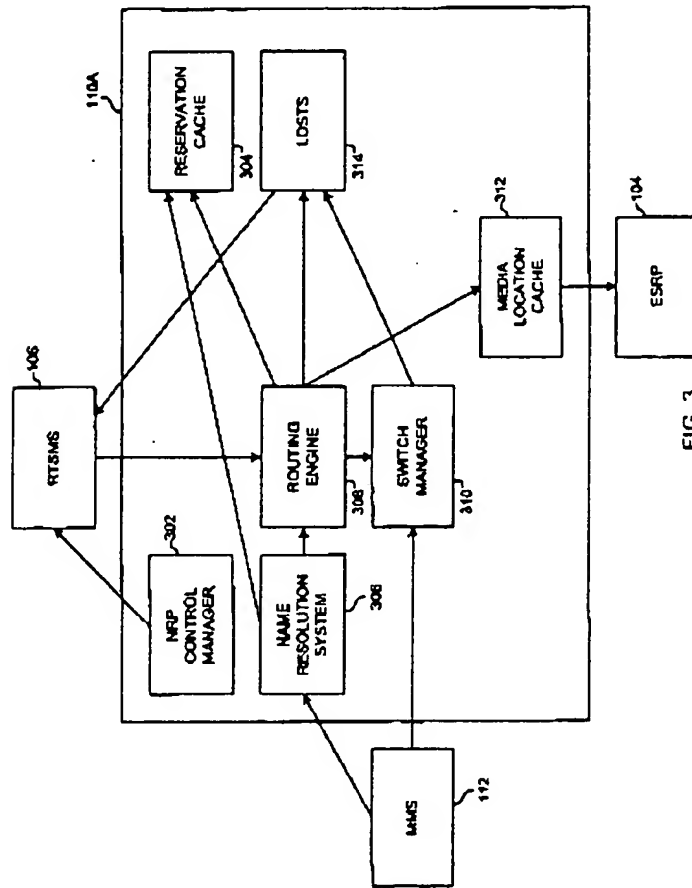 106
RTSMS
110A
302
NRP
CONTROL
MANAGER
RESERVATION
CACHE
304
NAME
RESOLUTION
SYSTEM
306
ROUTING
ENGINE
308
LDSTS
314
112
SWITCH
MANAGER
310
312
MEDIA
LOCATION
CACHE
104
ESRP
FIG. 3